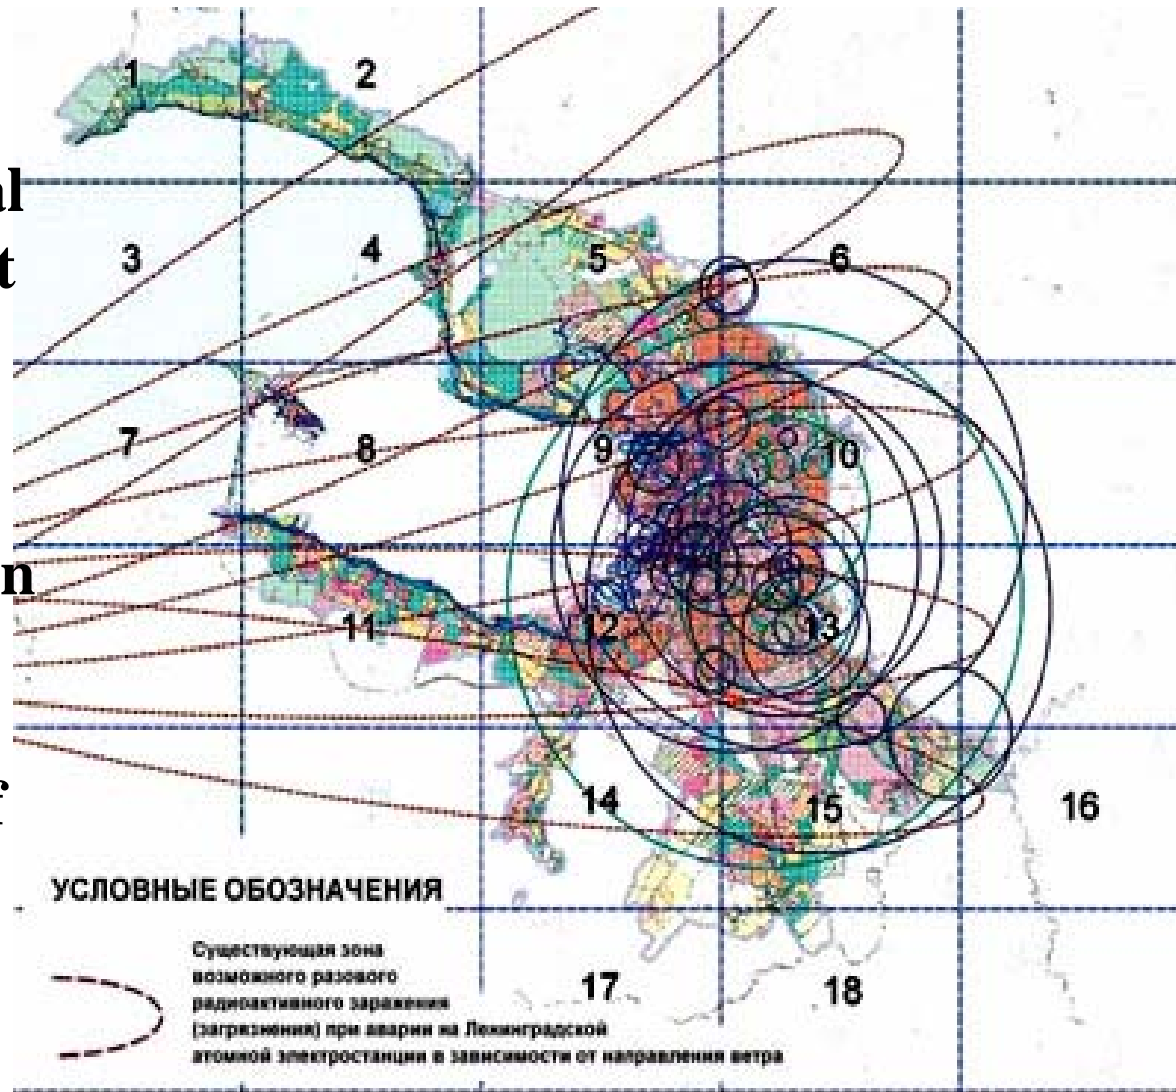 1
2
al
3
4
5
6
t
7
8
9
10
n
11
12
13
f
14
15
16
УСЛОВНЫЕ ОБОЗНАЧЕНИЯ
Существующая зона
возможного разового
радиоактивного заражения
(загрязнения) при аварии на Ленинградской
атомной электростанции в зависимости от направления ветра
17
18